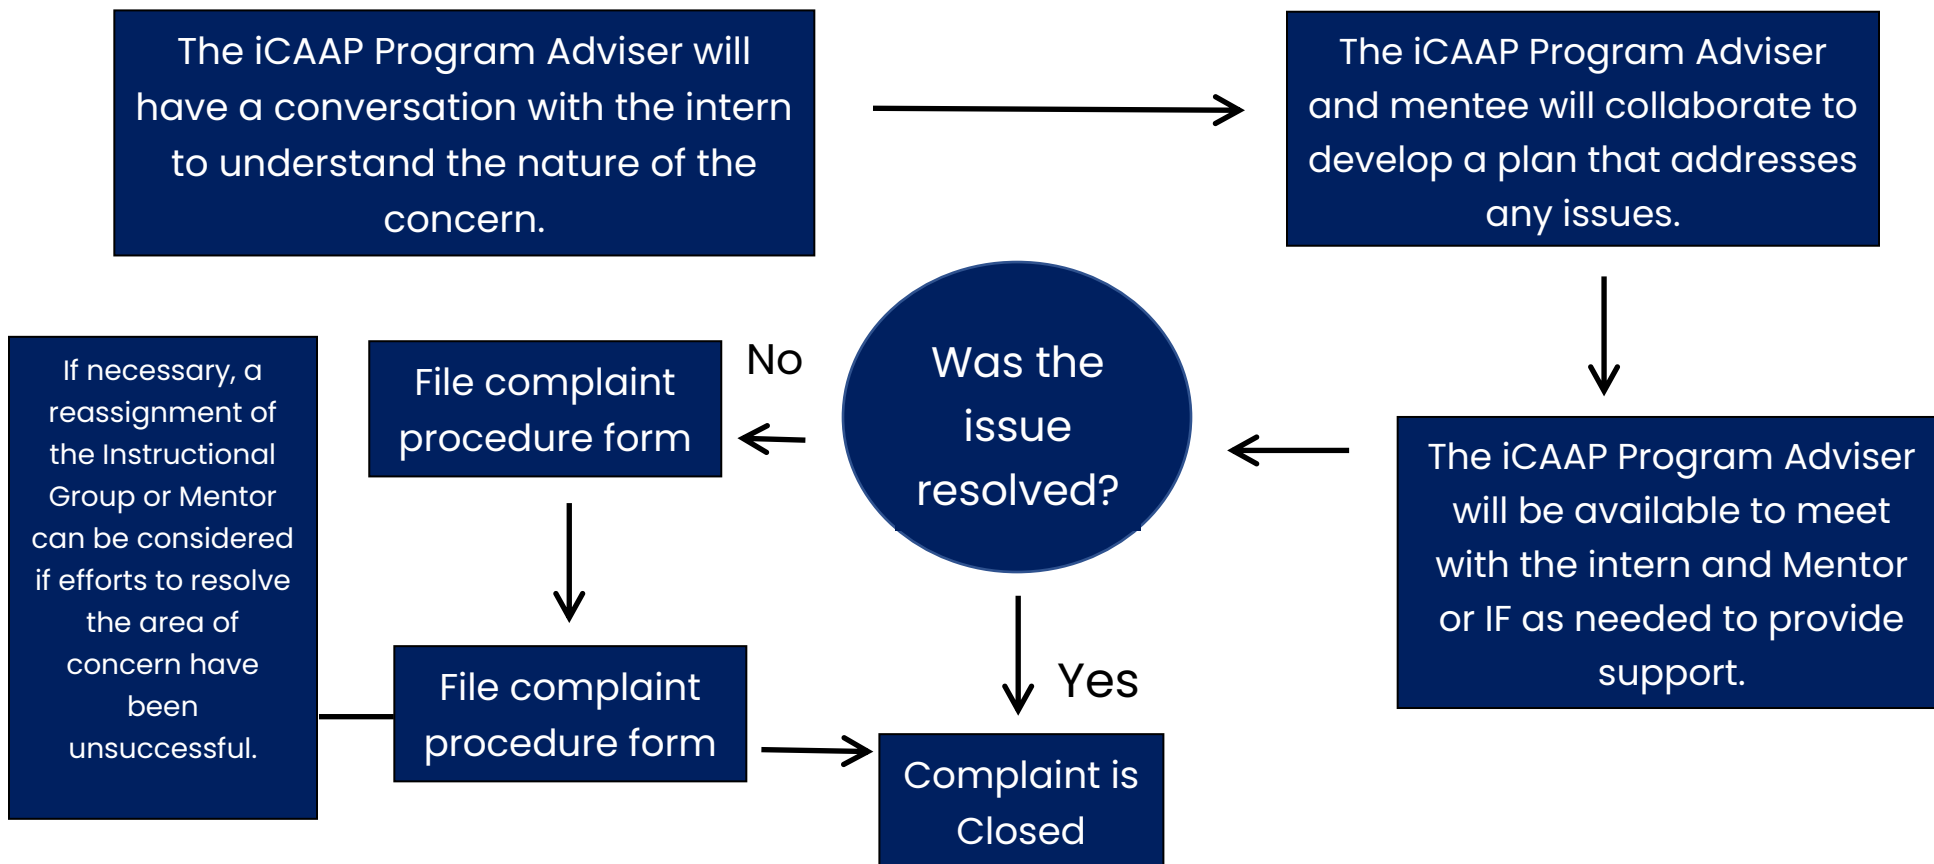 The iCAAP Program Adviser will
have a conversation with the intern
to understand the nature of the
concern.
The iCAAP Program Adviser
and mentee will collaborate to
develop a plan that addresses
any issues.
The iCAAP Program Adviser
will be available to meet
with the intern and Mentor
or IF as needed to provide
support.
Was the
issue
resolved?
No
File complaint
procedure form
File complaint
procedure form
If necessary, a
reassignment of
the Instructional
Group or Mentor
can be considered
if efforts to resolve
the area of
concern have
been
unsuccessful.
Yes
Complaint is
Closed